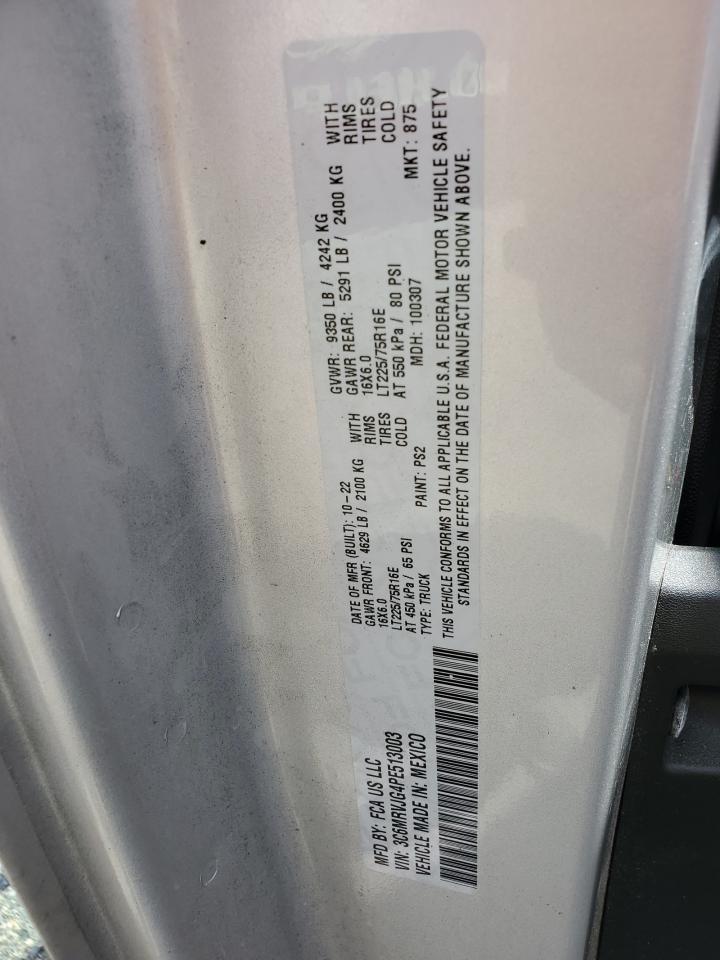 MFD BY: FCA US LLC
DATE OF MFR (BUILT): 10-22
GVWR: 9350 LB / 4242 KG
GAWR FRONT: 4629 LB / 2100 KG WITH
GAWR REAR: 5291 LB / 2400 KG WITH
16X6.0 RIMS
16X6.0 RIMS
LT225/75R16E TIRES
LT225/75R16E TIRES
AT 450 kPa / 65 PSI COLD
AT 550 kPa / 80 PSI COLD
VIN: 3C6MRVJG4PE513003
TYPE: TRUCK PAINT: PS2 MDH: 100307 MKT: 875
VEHICLE MADE IN: MEXICO
THIS VEHICLE CONFORMS TO ALL APPLICABLE U.S.A. FEDERAL MOTOR VEHICLE SAFETY
STANDARDS IN EFFECT ON THE DATE OF MANUFACTURE SHOWN ABOVE.